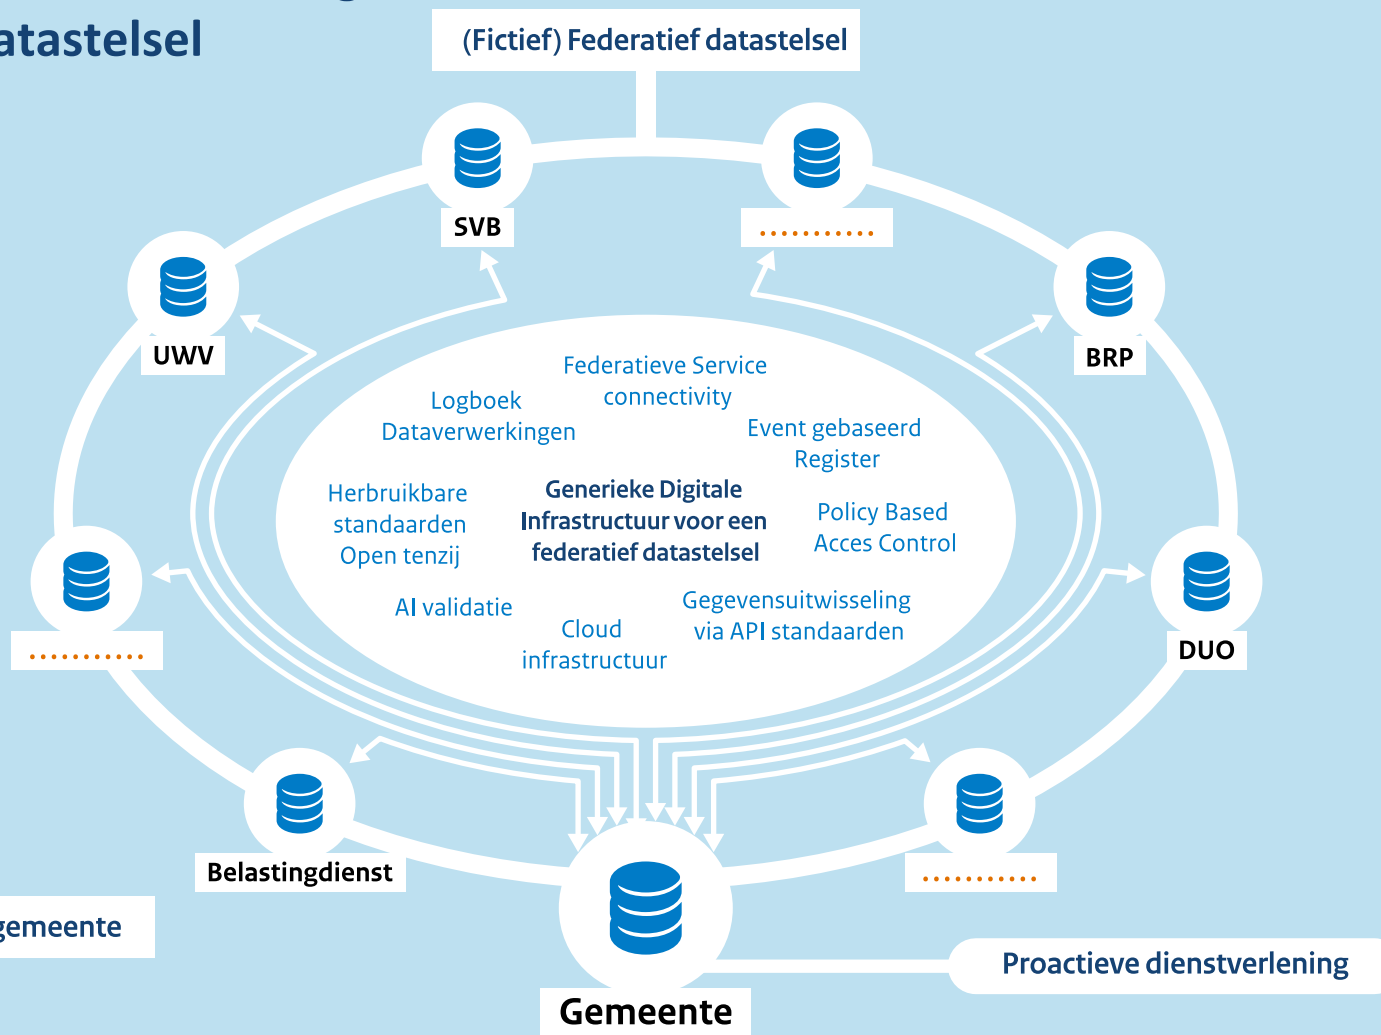 atastelsel
(Fictief) Federatief datastelsel
SVB
...........
UWV
BRP
Federatieve Service
connectivity
Logboek
Dataverwerkingen
Event gebaseerd
Register
Herbruikbare
standaarden
Open tenzij
Generieke Digitale
Infrastructuur voor een
federatief datastelsel
Policy Based
Acces Control
AI validatie
Cloud
infrastructuur
Gegevensuitwisseling
via API standaarden
...........
DUO
Belastingdienst
...........
gemeente
Gemeente
Proactieve dienstverlening